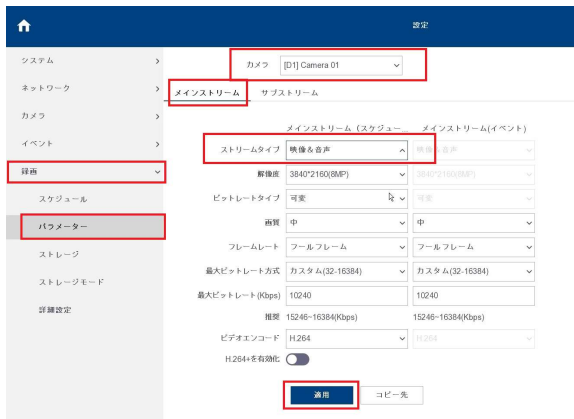 設定
システム
ネットワーク
カメラ
イベント
録画
スケジュール
パラメーター
ストレージ
ストレージモード
詳細設定
カメラ [D1] Camera 01
メインストリーム サブストリーム
メインストリーム（スケジュー... メインストリーム(イベント)
ストリームタイプ 映像&音声 映像&音声
解像度 3840*2160(8MP) 3840*2160(8MP)
ビットレートタイプ 可変 可変
画質 中 中
フレームレート フールフレーム フールフレーム
最大ビットレート方式 カスタム(32-16384) カスタム(32-16384)
最大ビットレート(Kbps) 10240 10240
推奨 15246~16384(Kbps) 15246~16384(Kbps)
ビデオエンコード H.264 H.264
H.264+を有効化
適用 コピー先